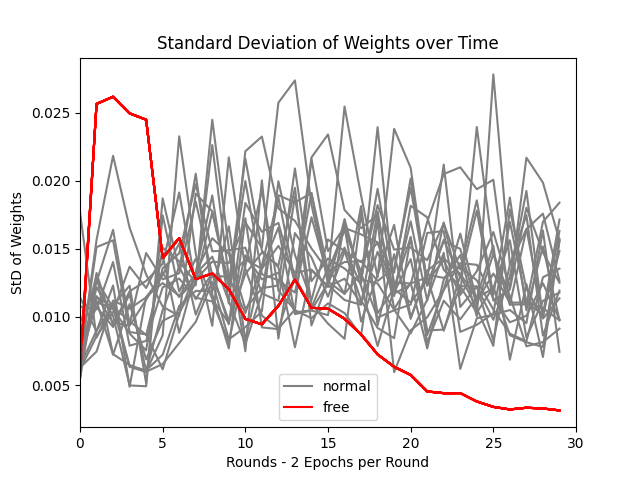 Standard Deviation of Weights over Time
StD of Weights
0.025
0.020
0.015
0.010
0.005
normal
free
0 5 10 15 20 25 30
Rounds - 2 Epochs per Round